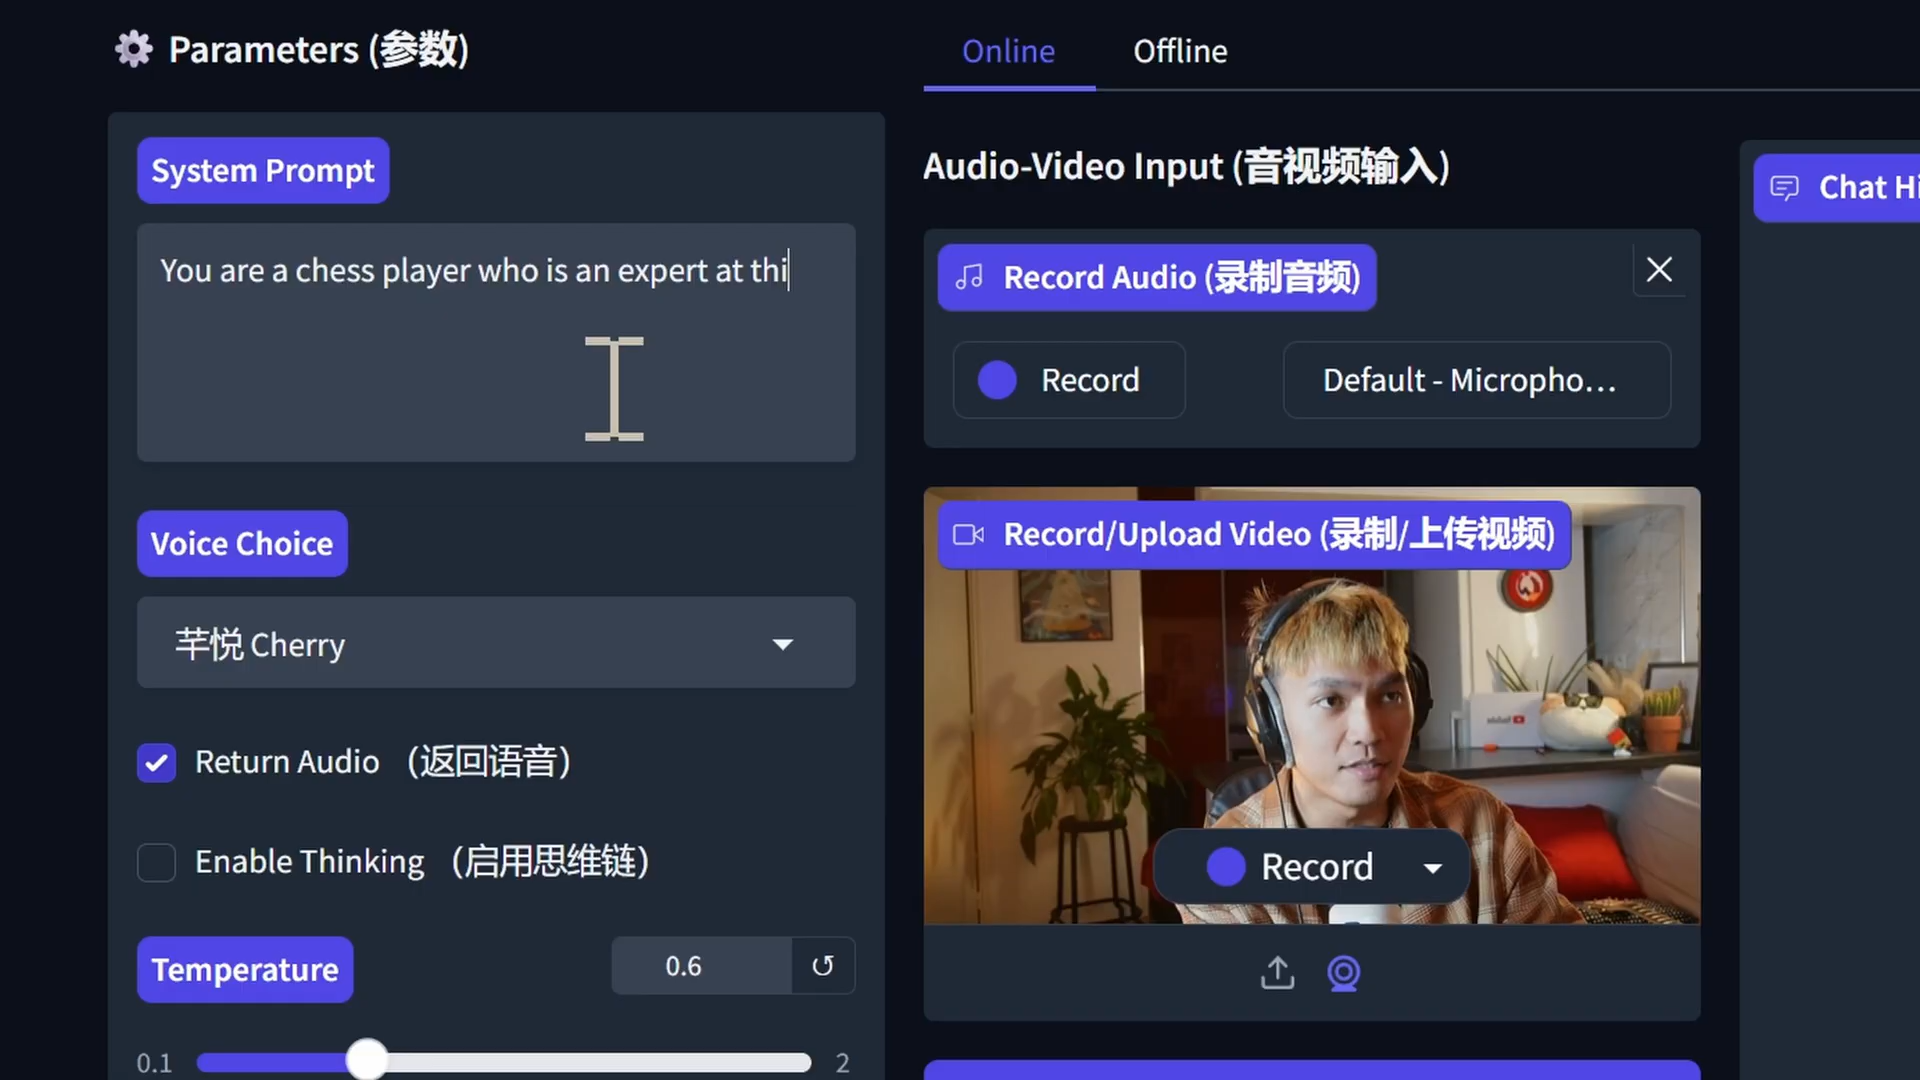 Parameters (参数)
System Prompt
You are a chess player who is an expert at thi
Voice Choice
芊悦 Cherry
Return Audio （返回语音）
Enable Thinking （启用思维链）
Temperature
0.6
0.1
2
Online
Offline
Audio-Video Input (音视频输入)
Record Audio (录制音频)
Record
Default - Micropho...
Record/Upload Video (录制/上传视频)
Record
Chat Hi